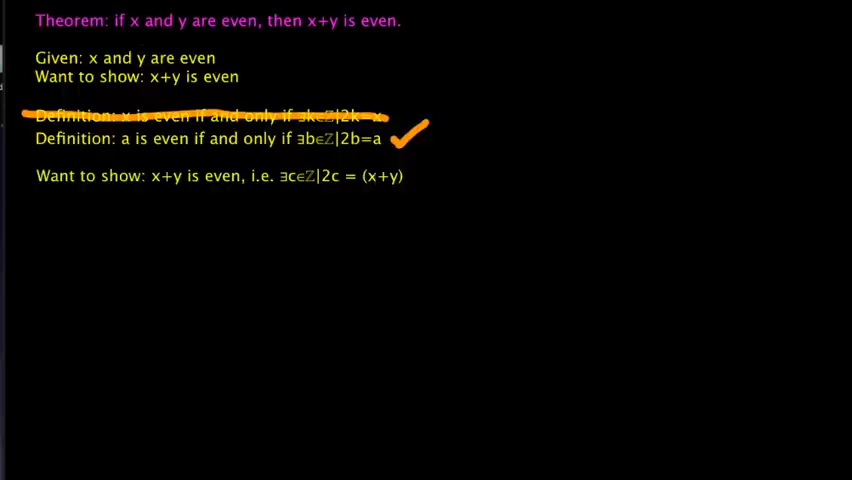 Theorem: if x and y are even, then x+y is even.
Given: x and y are even
Want to show: x+y is even
Definition: x is even if and only if ∃k∈ℤ|2k=x
Definition: a is even if and only if ∃b∈ℤ|2b=a
Want to show: x+y is even, i.e. ∃c∈ℤ|2c = (x+y)